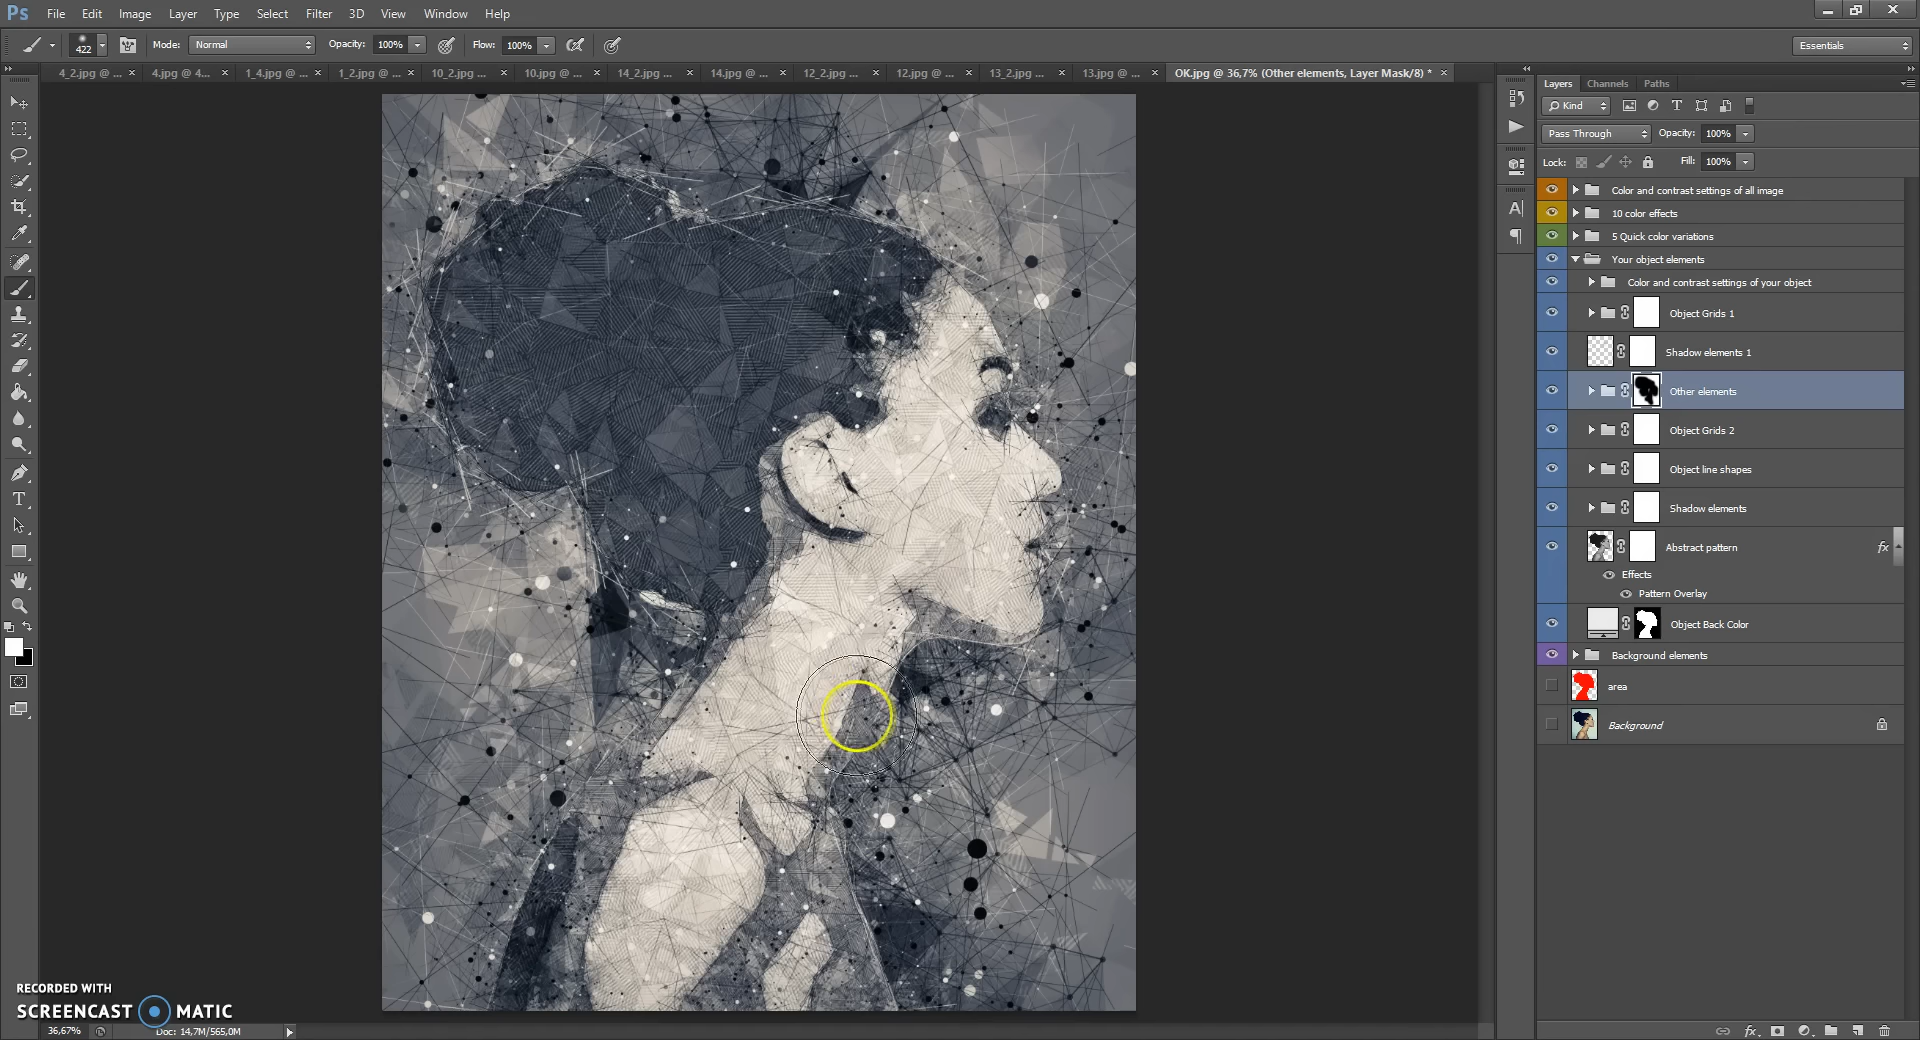 Ps File Edit Image Layer Type Select Filter 3D View Window Help
422 Mode: Normal Opacity: 100% Flow: 100% Essentials
4_2.jpg @ ... × 4.jpg @ 4... × 1_4.jpg @ ... × 1_2.jpg @ ... × 10_2.jpg ... × 10.jpg @ ... × 14_2.jpg ... × 14.jpg @ ... × 12_2.jpg ... × 12.jpg @ ... × 13_2.jpg ... × 13.jpg @ ... × OK.jpg @ 36,7% (Other elements, Layer Mask/8) * ×
Layers Channels Paths
Kind
Pass Through Opacity: 100%
Lock: Fill: 100%
Color and contrast settings of all image
10 color effects
5 Quick color variations
Your object elements
Color and contrast settings of your object
Object Grids 1
Shadow elements 1
Other elements
Object Grids 2
Object line shapes
Shadow elements
Abstract pattern fx
Effects
Pattern Overlay
Object Back Color
Background elements
area
Background
RECORDED WITH
SCREENCAST MATIC
36,67% Doc: 14,7M/565,0M